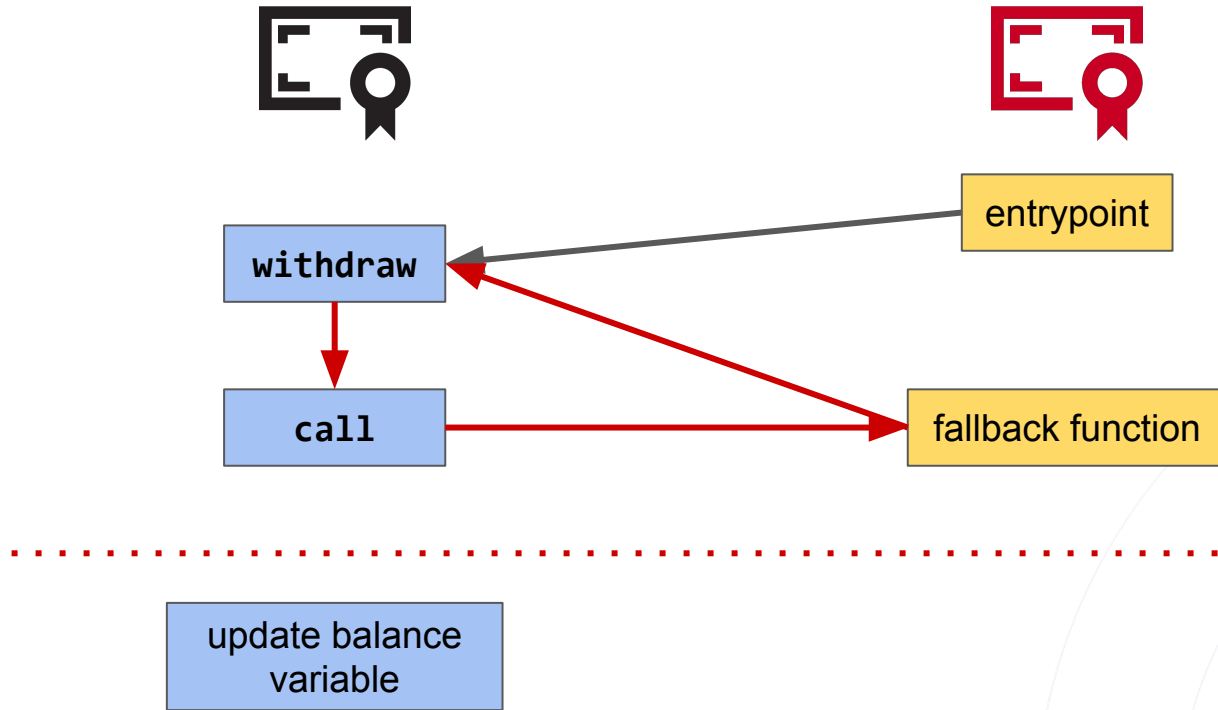 entrypoint
withdraw
call
fallback function
update balance
variable